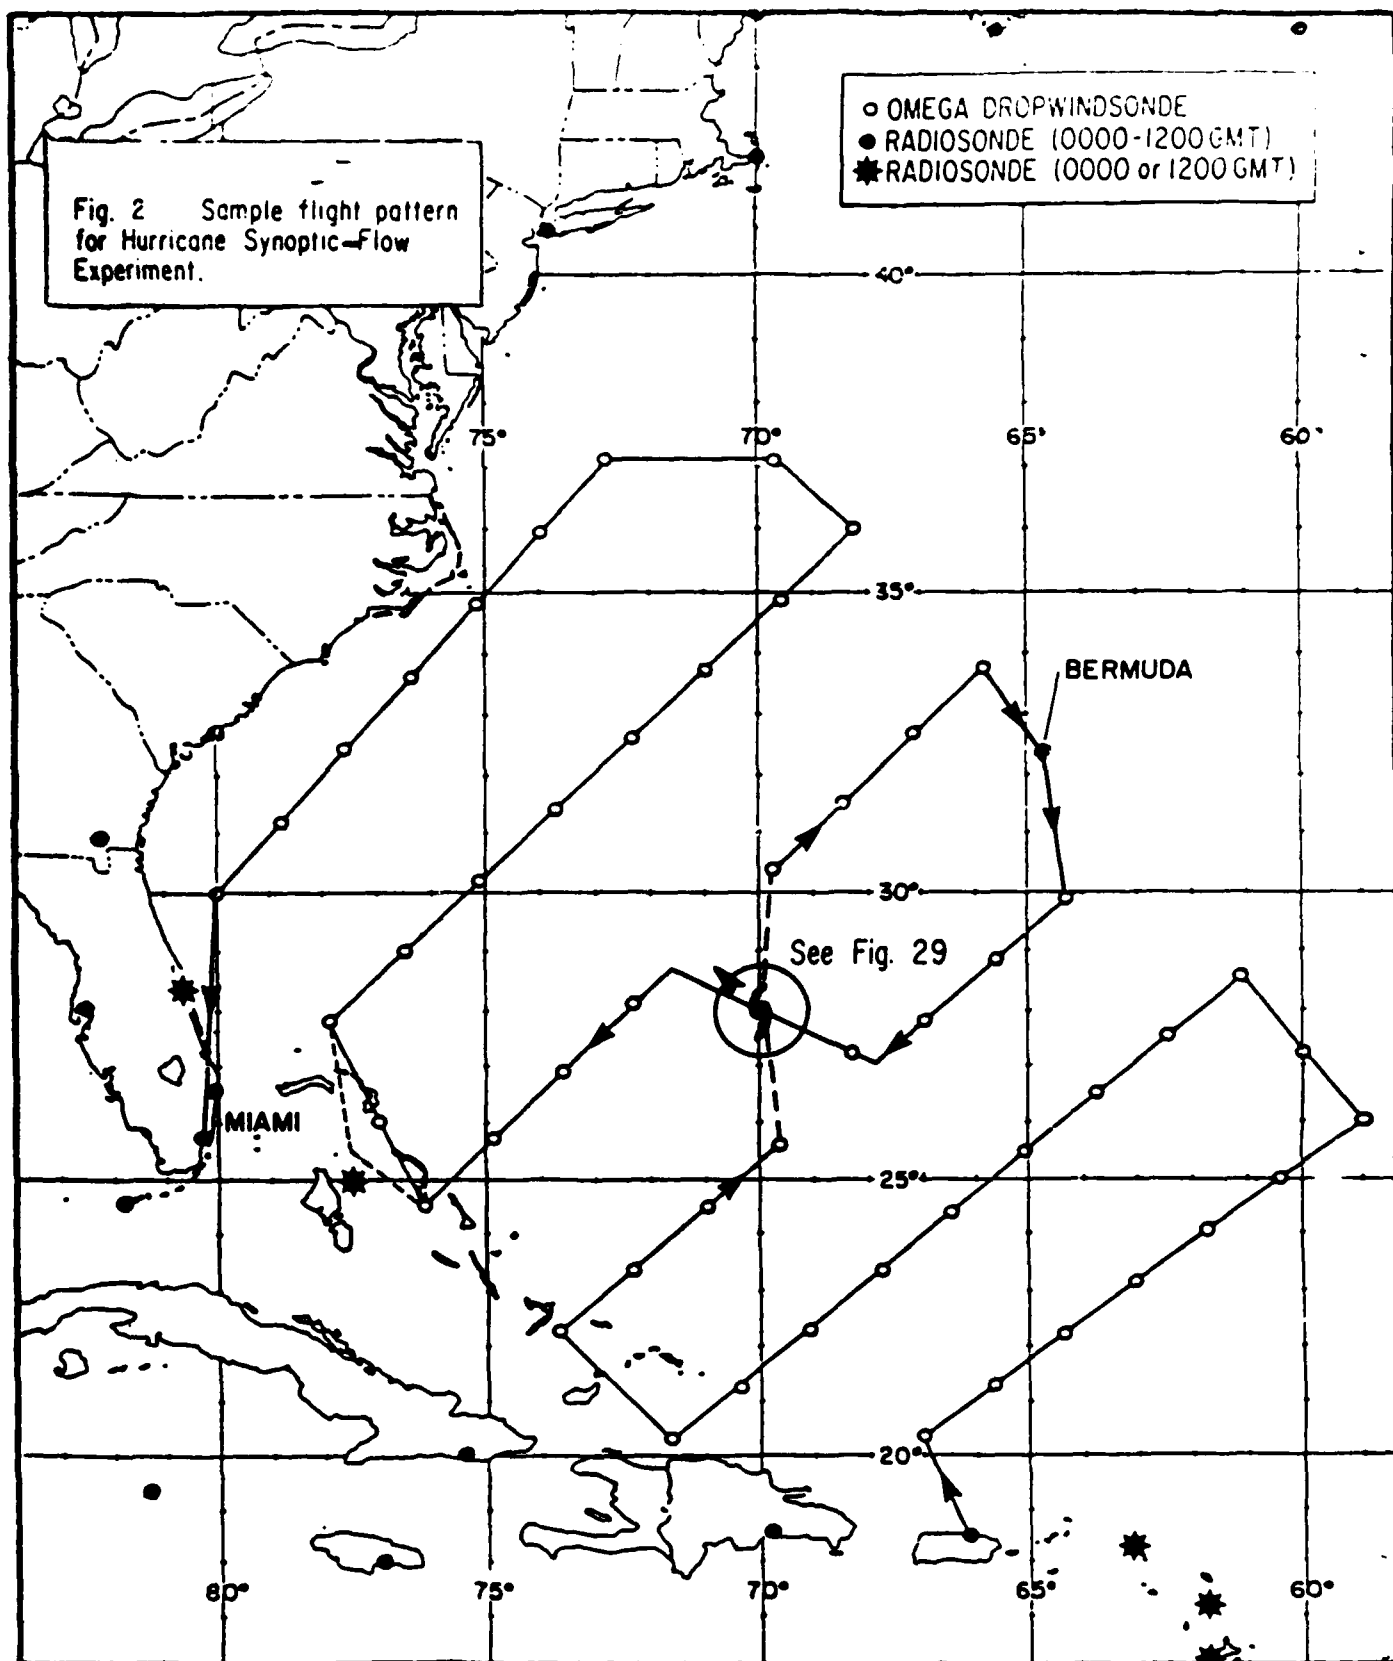 OMEGA DROPWINDSONDE
RADIOSONDE (0000-1200 GMT)
RADIOSONDE (0000 or 1200 GMT)
Fig. 2 Sample flight pattern
for Hurricane Synoptic-Flow
Experiment.
40°
75°
70°
65°
60°
35°
BERMUDA
30°
See Fig. 29
MIAMI
25°
20°
80°
75°
70°
65°
60°